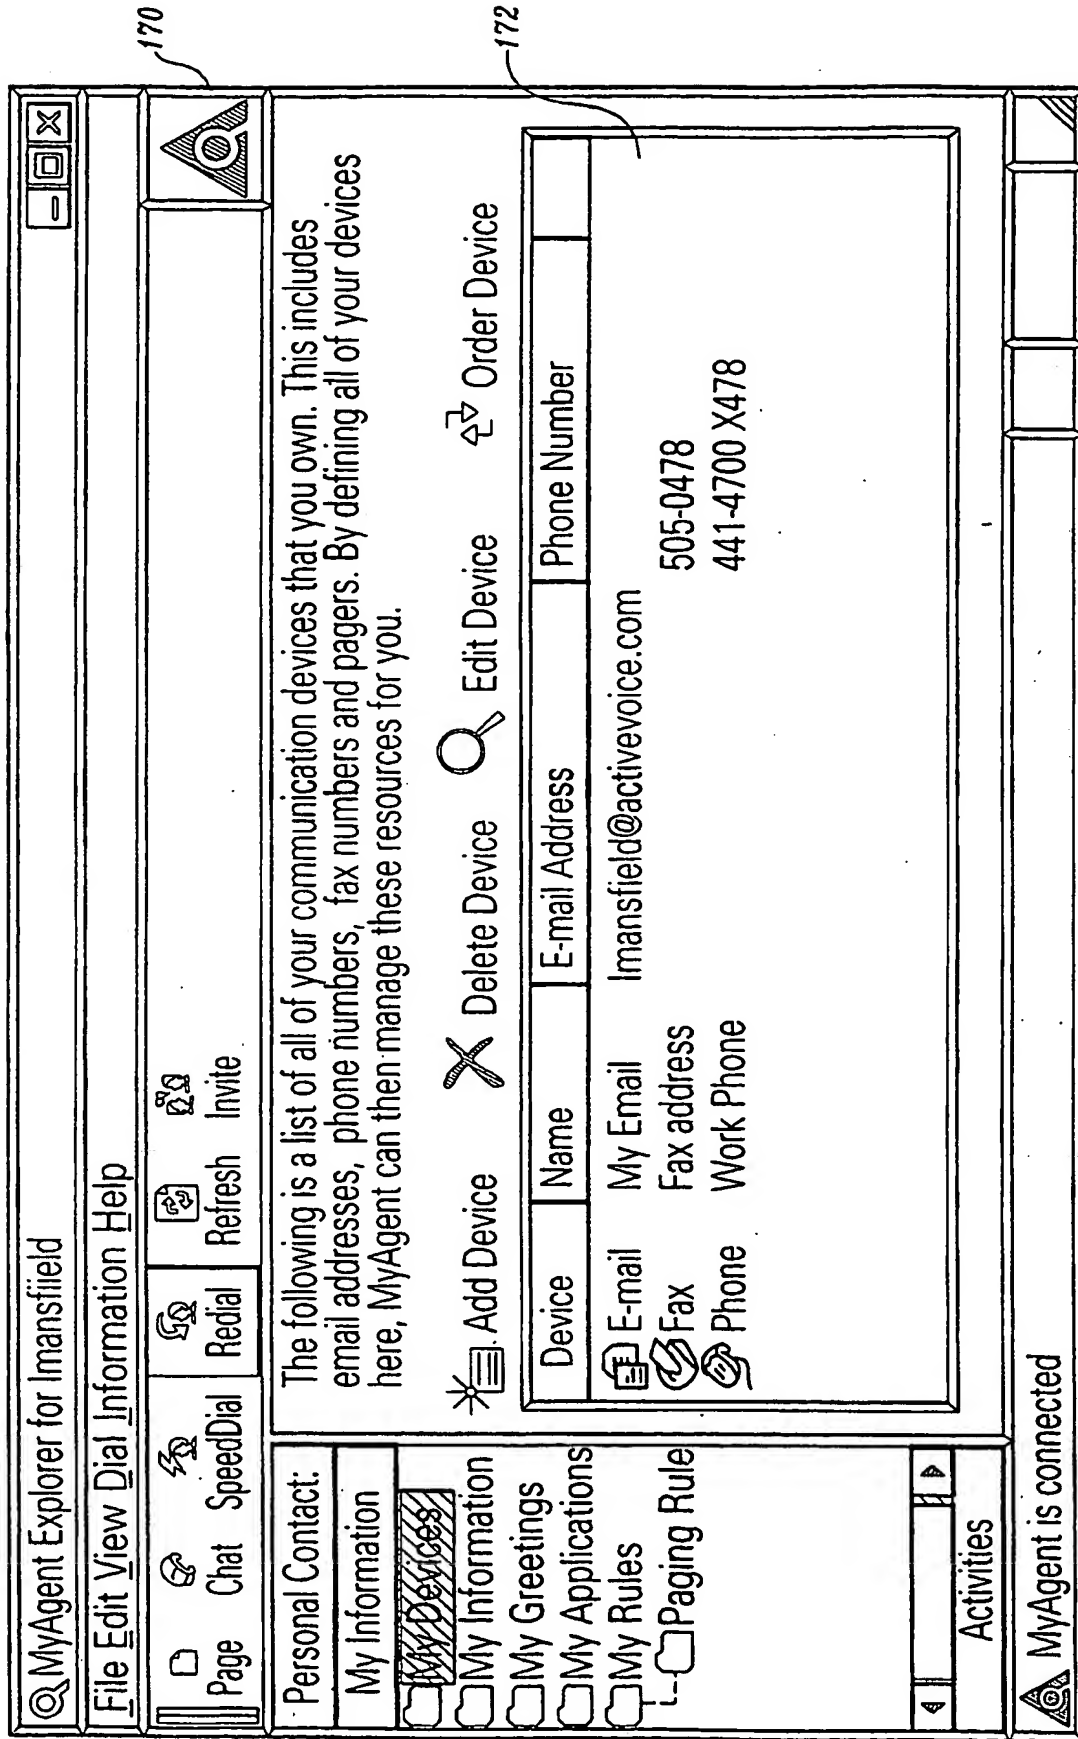 170
MyAgent Explorer for lmansfiield
File Edit View Dial Information Help
Page Chat SpeedDial Redial Refresh Invite
Personal Contact:
My Information
My Devices
My Information
My Greetings
My Applications
My Rules
Paging Rule
Activities
The following is a list of all of your communication devices that you own. This includes
email addresses, phone numbers, fax numbers and pagers. By defining all of your devices
here, MyAgent can then manage these resources for you.
Add Device Delete Device Edit Device Order Device
172
Device Name E-mail Address Phone Number
E-mail My Email lmansfield@activevoice.com
Fax Fax address 505-0478
Phone Work Phone 441-4700 X478
MyAgent is connected